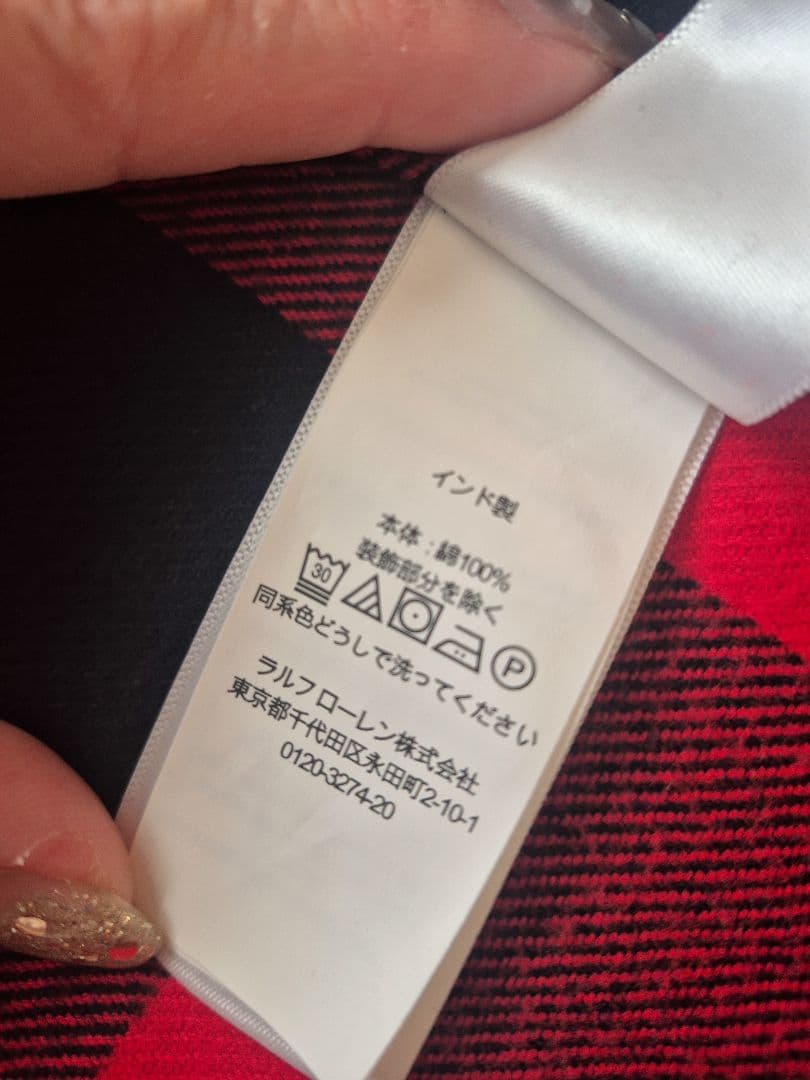 インド製
本体：綿100%
装飾部分を除く
30 P
同系色どうしで洗ってください
ラルフ ローレン株式会社
東京都千代田区永田町2-10-1
0120-3274-20